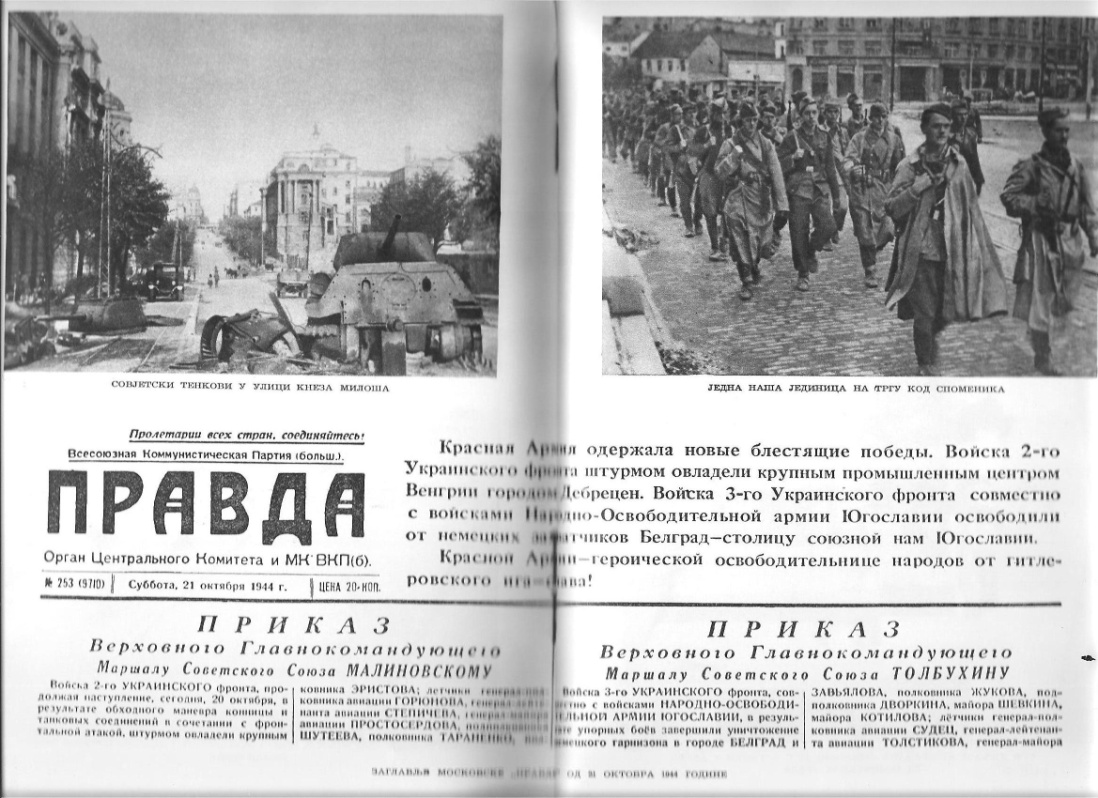 СОВЈЕТСКИ ТЕНКОВИ У УЛИЦИ КНЕЗА МИЛОША
ЈЕДНА НАША ЈЕДИНИЦА НА ТРГУ КОД СПОМЕНИКА
Пролетарии всех стран, соединяйтесь!
Всесоюзная Коммунистическая Партия (больш.).
ПРАВДА
Орган Центрального Комитета и МК ВКП(б).
№ 253 (9710) Суббота, 21 октября 1944 г. ЦЕНА 20 КОП.
Красная Армия одержала новые блестящие победы. Войска 2-го
Украинского фронта штурмом овладели крупным промышленным центром
Венгрии городом Дебрецен. Войска 3-го Украинского фронта совместно
с войсками Народно-Освободительной армии Югославии освободили
от немецких захватчиков Белград—столицу союзной нам Югославии.
Красной Армии—героической освободительнице народов от гитле-
ровского ига—слава!
ПРИКАЗ
Верховного Главнокомандующего
Маршалу Советского Союза МАЛИНОВСКОМУ
Войска 2-го УКРАИНСКОГО фронта, про-
должая наступление, сегодня, 20 октября, в
результате обходного маневра конницы и
танковых соединений в сочетании с фрон-
тальной атакой, штурмом овладели крупным
ковника ЭРИСТОВА; летчики
ковника авиации ГОРЮНОВА,
нанта авиации СТЕПИЧЕВА,
авиации ПРОСТОСЕРДОВА,
ШУТЕЕВА, полковника ТАРАНЕНКО,
ПРИКАЗ
Верховного Главнокомандующего
Маршалу Советского Союза ТОЛБУХИНУ
Войска 3-го УКРАИНСКОГО фронта, сов-
с войсками НАРОДНО-ОСВОБОДИ-
ТЕЛЬНОЙ АРМИИ ЮГОСЛАВИИ, в резуль-
упорных боёв завершили уничтожение
гарнизона в городе БЕЛГРАД и
ЗАВЬЯЛОВА, полковника ЖУКОВА, под-
полковника ДВОРКИНА, майора ШЕВКИНА,
майора КОТИЛОВА; лётчики генерал-пол-
ковника авиации СУДЕЦ, генерал-лейтенан-
та авиации ТОЛСТИКОВА, генерал-майора
ЗАГЛАВЉЕ МОСКОВСКЕ „ПРАВДЕ" ОД 21 ОКТОБРА 1944 ГОДИНЕ